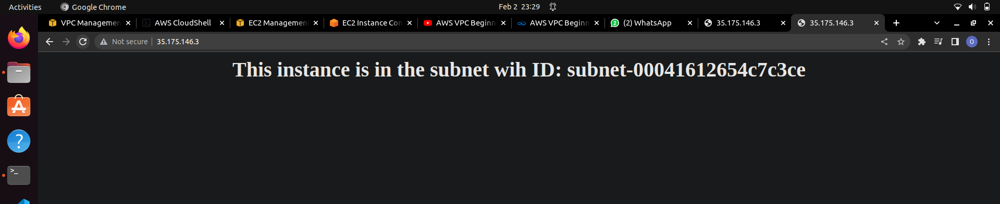 Activities Google Chrome Feb 2 23:29
VPC Managemen AWS CloudShell EC2 Management EC2 Instance Con AWS VPC Beginn AWS VPC Beginn (2) WhatsApp 35.175.146.3 35.175.146.3
Not secure 35.175.146.3 O
This instance is in the subnet wih ID: subnet-00041612654c7c3ce